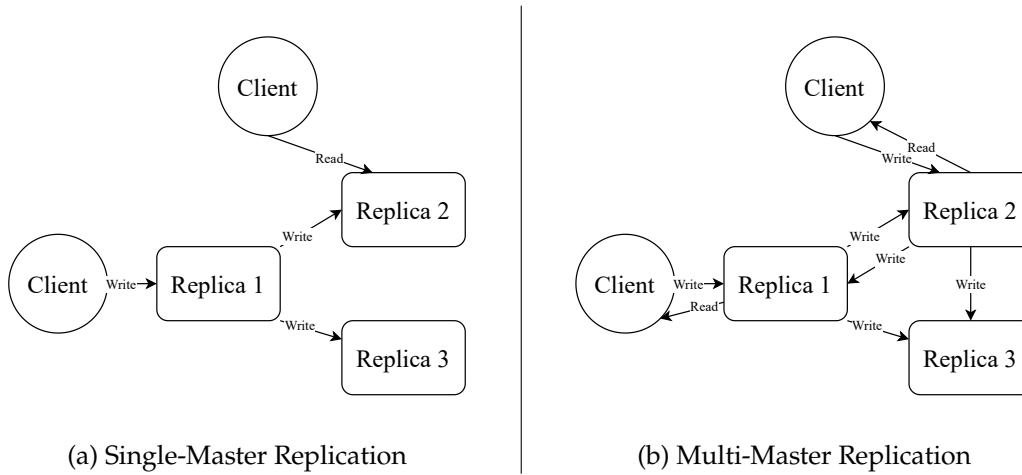 Client
Read
Replica 2
Write
Client
Write
Replica 1
Write
Replica 3
(a) Single-Master Replication
Client
Read
Write
Replica 2
Write
Write
Client
Write
Replica 1
Write
Read
Write
Replica 3
(b) Multi-Master Replication